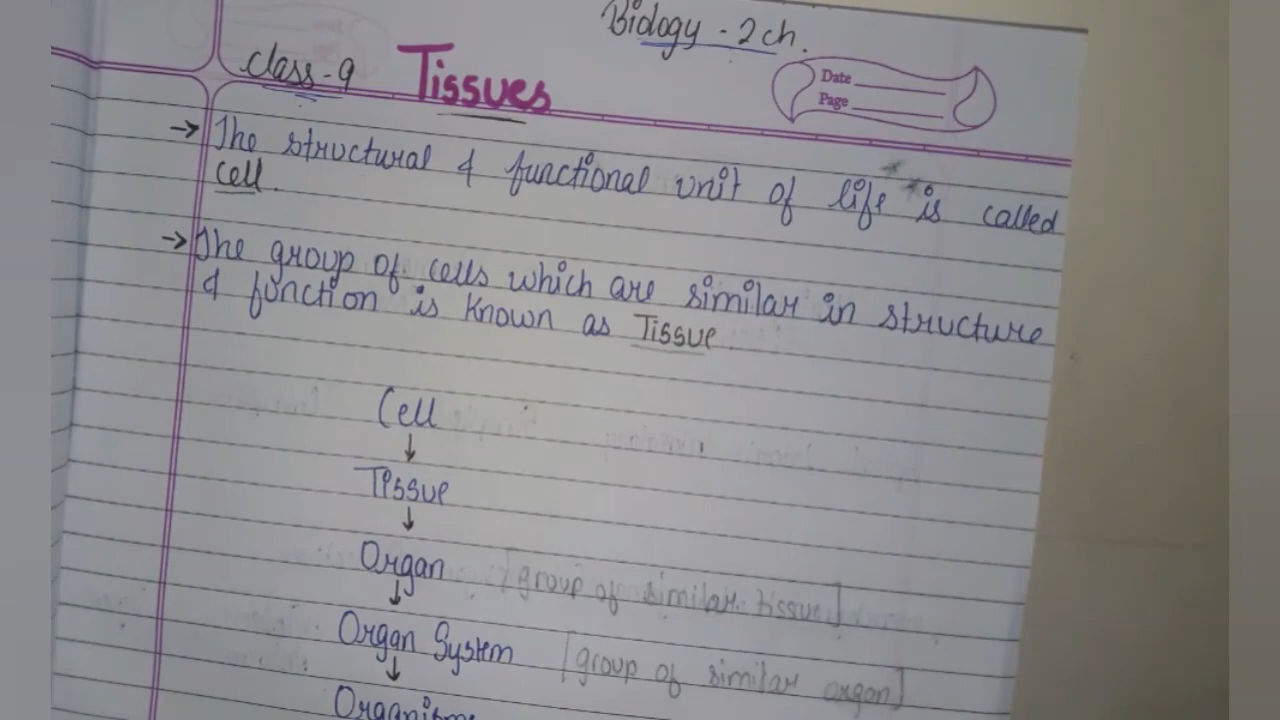 Biology - 2 ch.
class - 9 Tissues
Date
Page
→ The structural & functional unit of life is called
cell.
→ The group of cells which are similar in structure
& function is known as Tissue.
Cell
↓
Tissue
↓
Organ [group of similar tissue]
↓
Organ System [group of similar organ]
↓
Organism